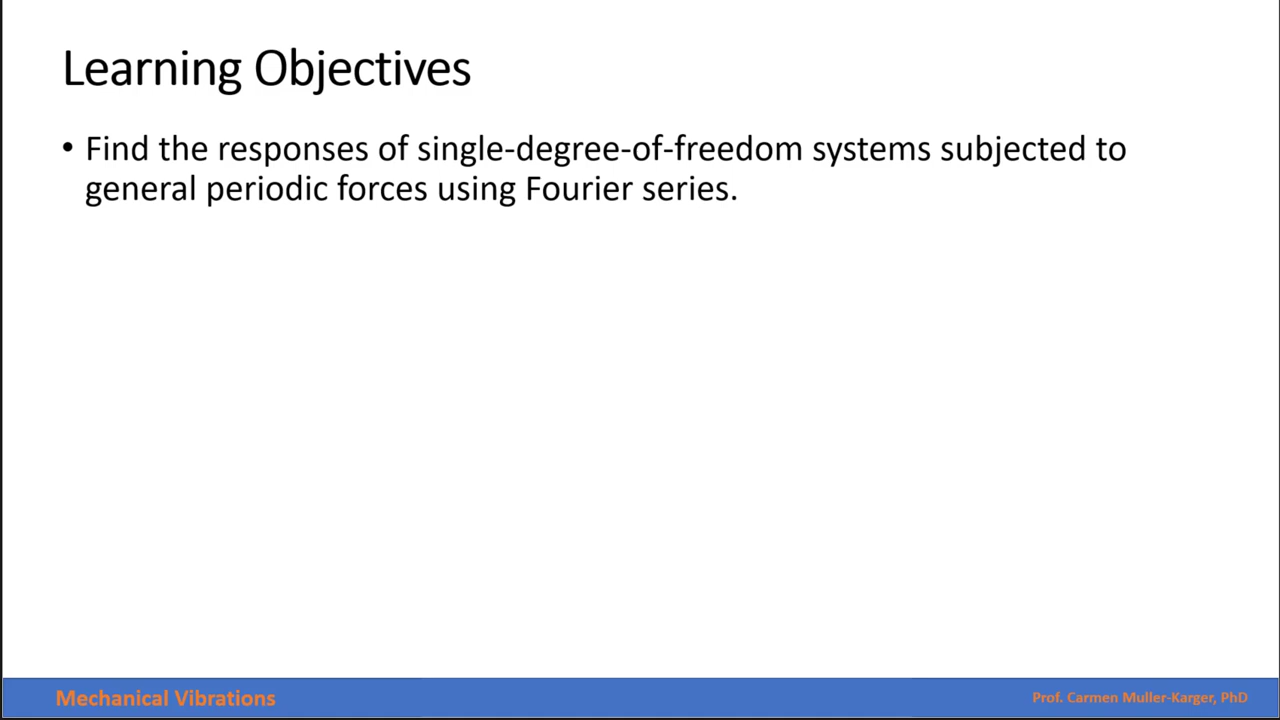 Learning Objectives
• Find the responses of single-degree-of-freedom systems subjected to
general periodic forces using Fourier series.
Mechanical Vibrations
Prof. Carmen Muller-Karger, PhD